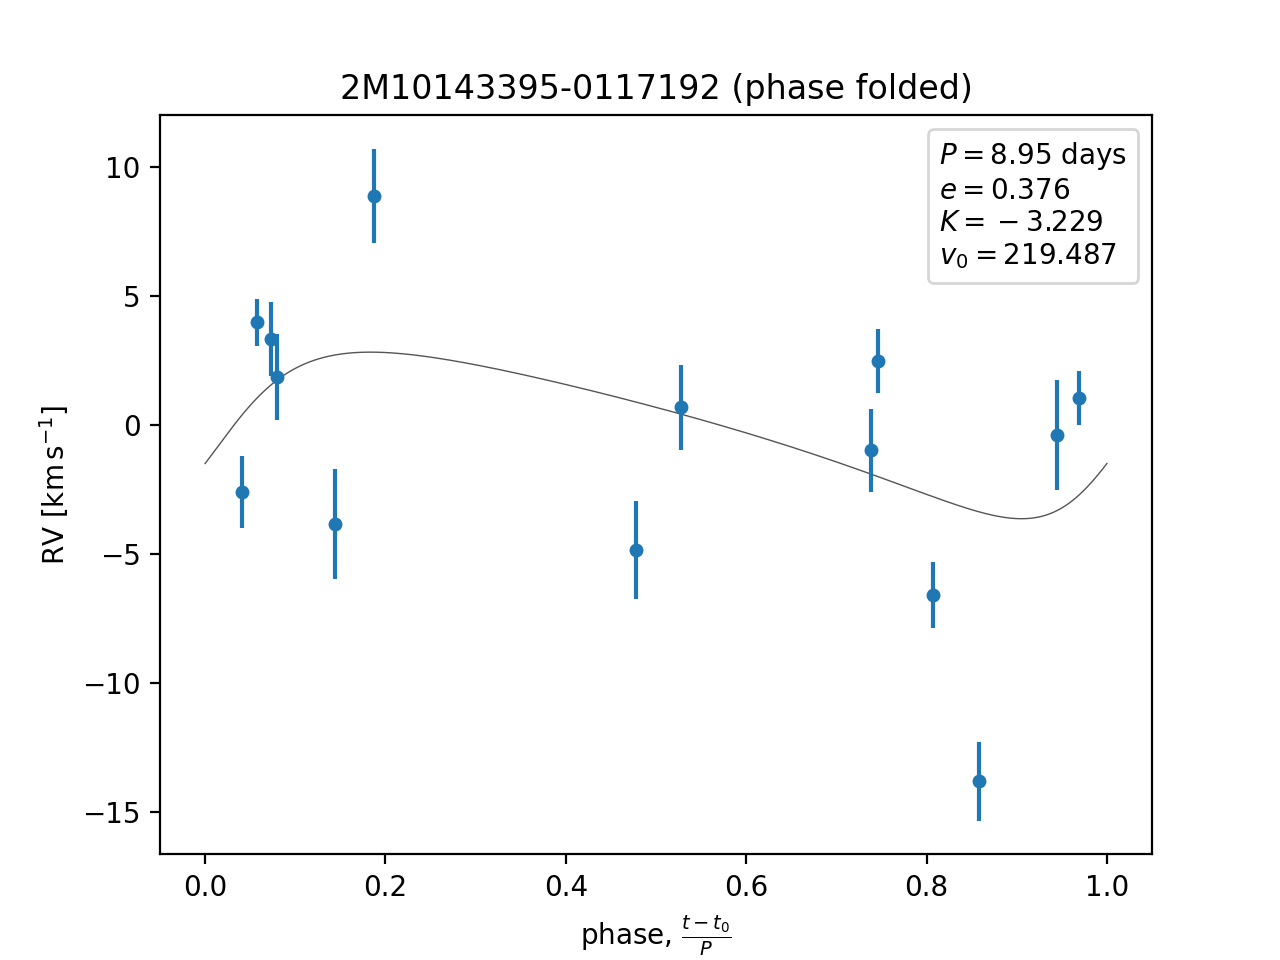 2M10143395-0117192 (phase folded)
P = 8.95 days
e = 0.376
K = −3.229
v₀ = 219.487
RV [km s⁻¹]
10
5
0
−5
−10
−15
0.0 0.2 0.4 0.6 0.8 1.0
phase, (t − t₀)/P